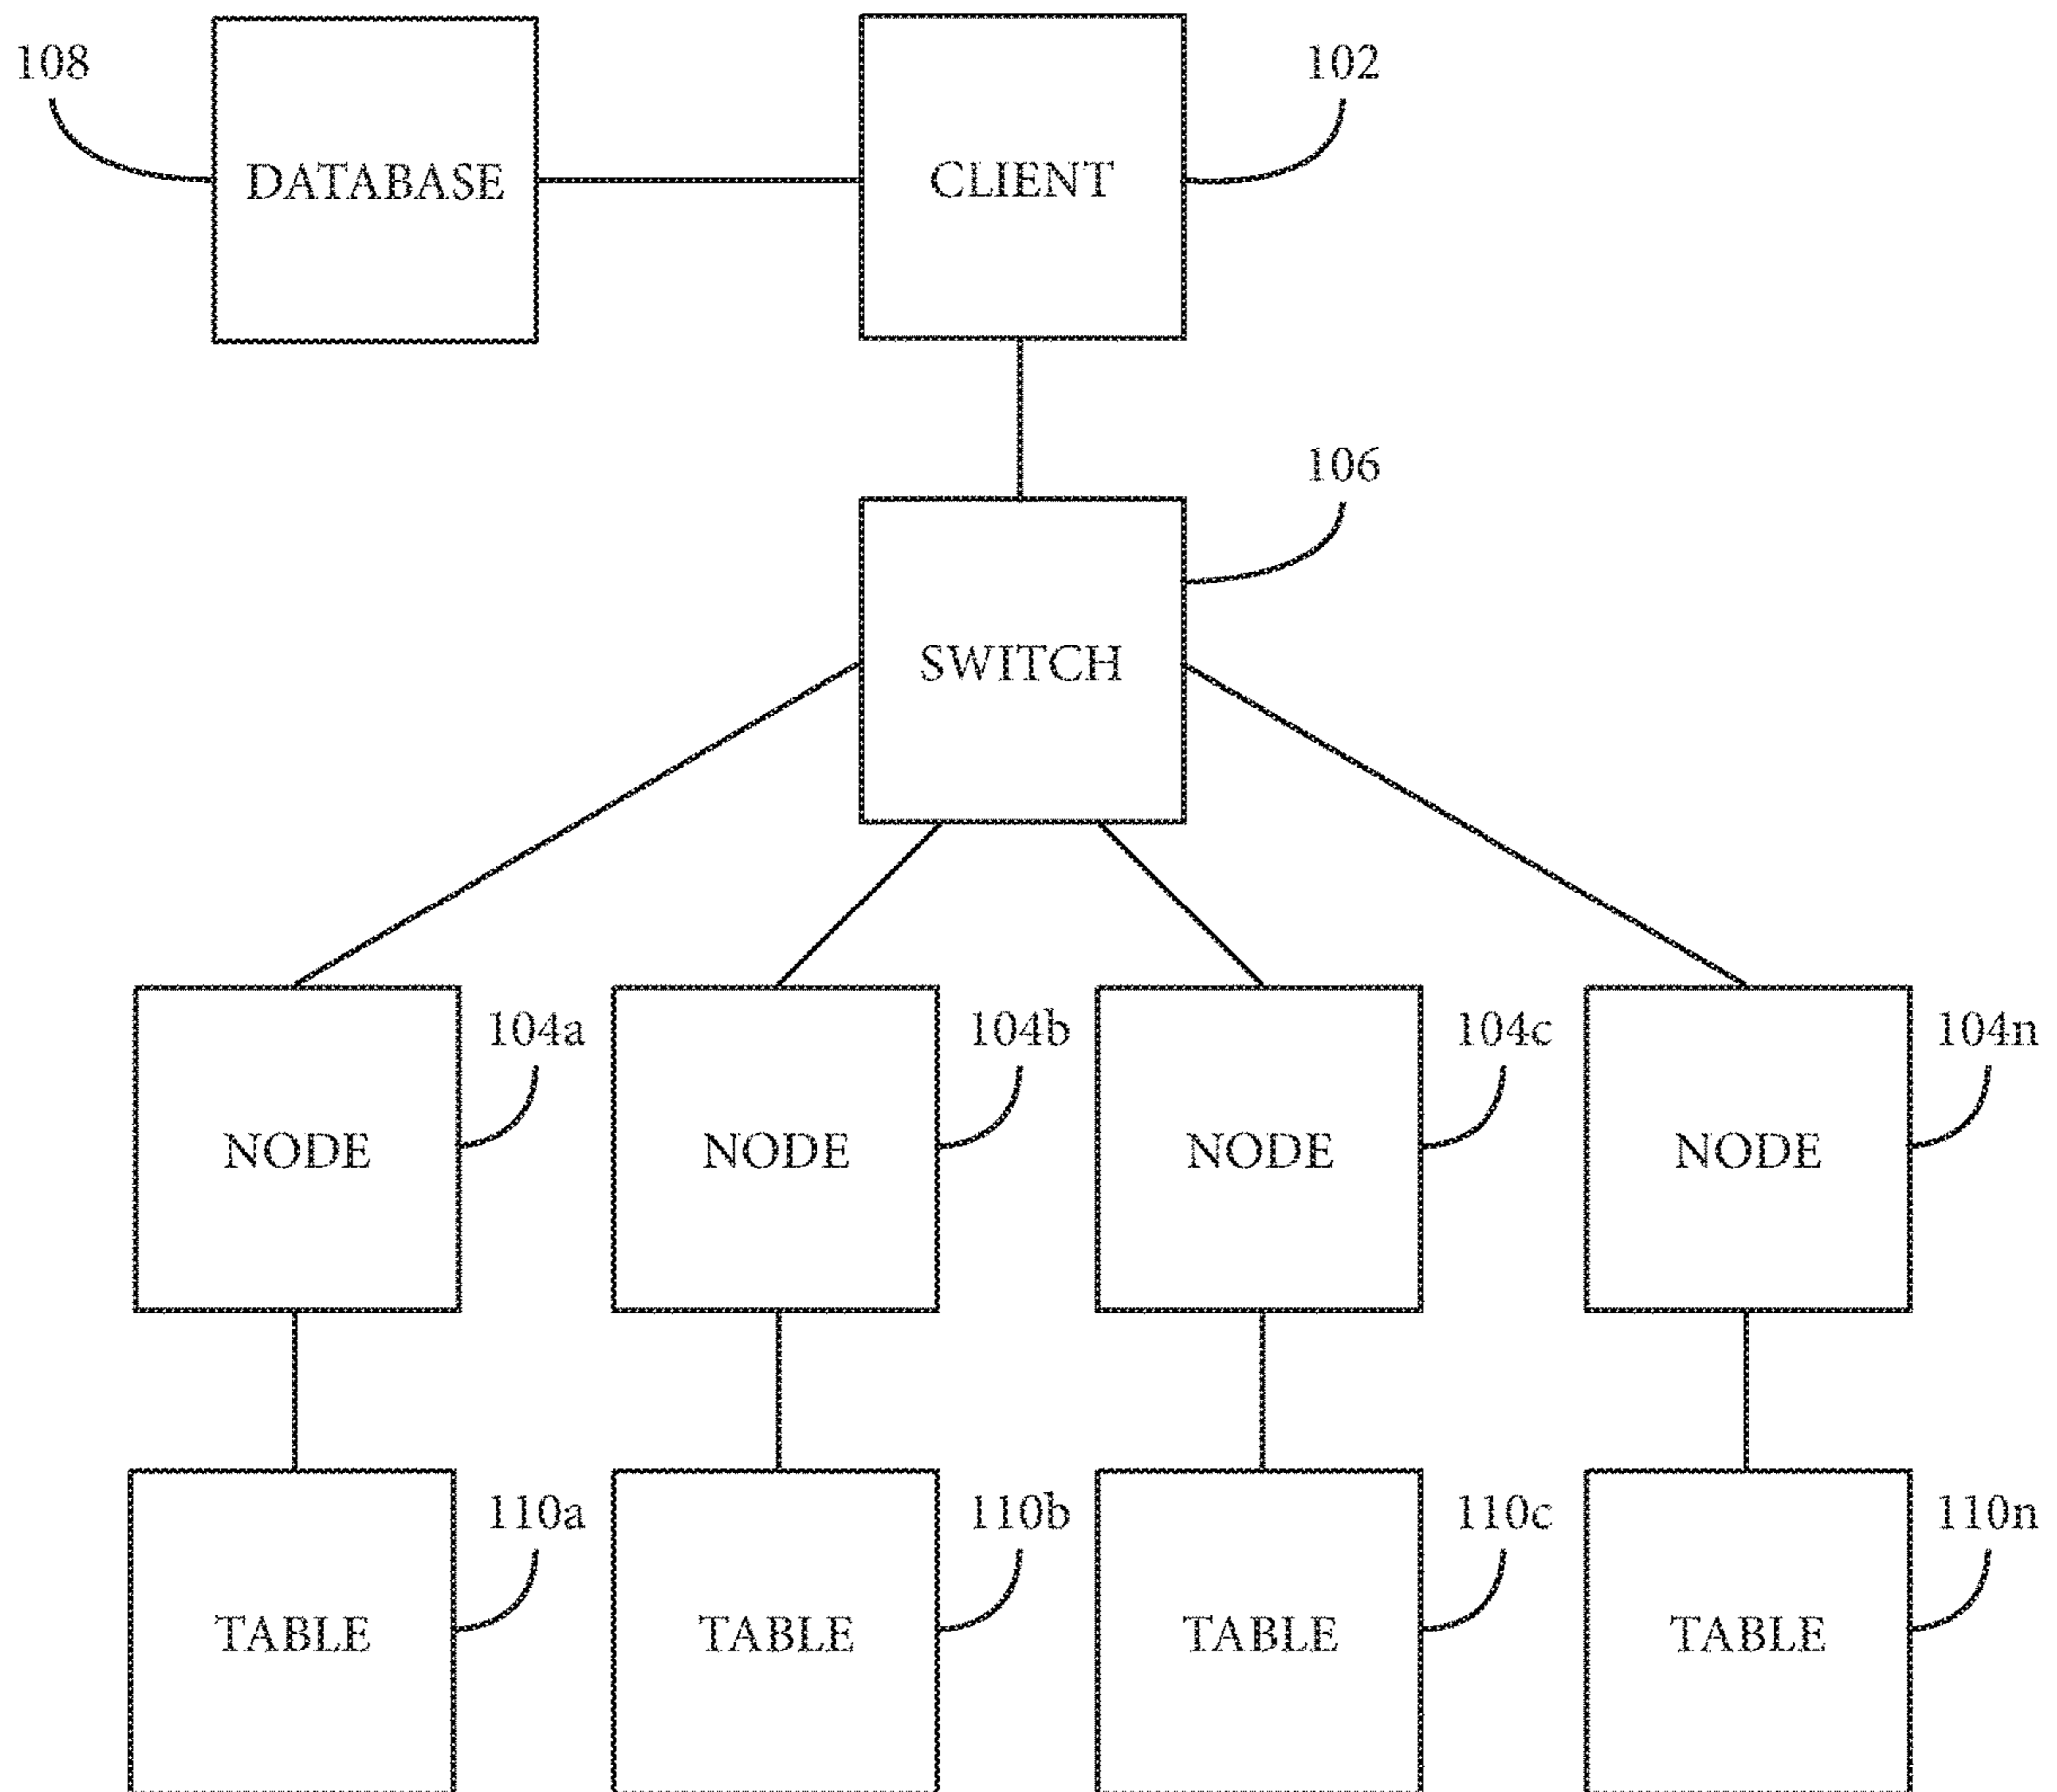 108
102
DATABASE
CLIENT
106
SWITCH
104a
104b
104c
104n
NODE
NODE
NODE
NODE
110a
110b
110c
110n
TABLE
TABLE
TABLE
TABLE